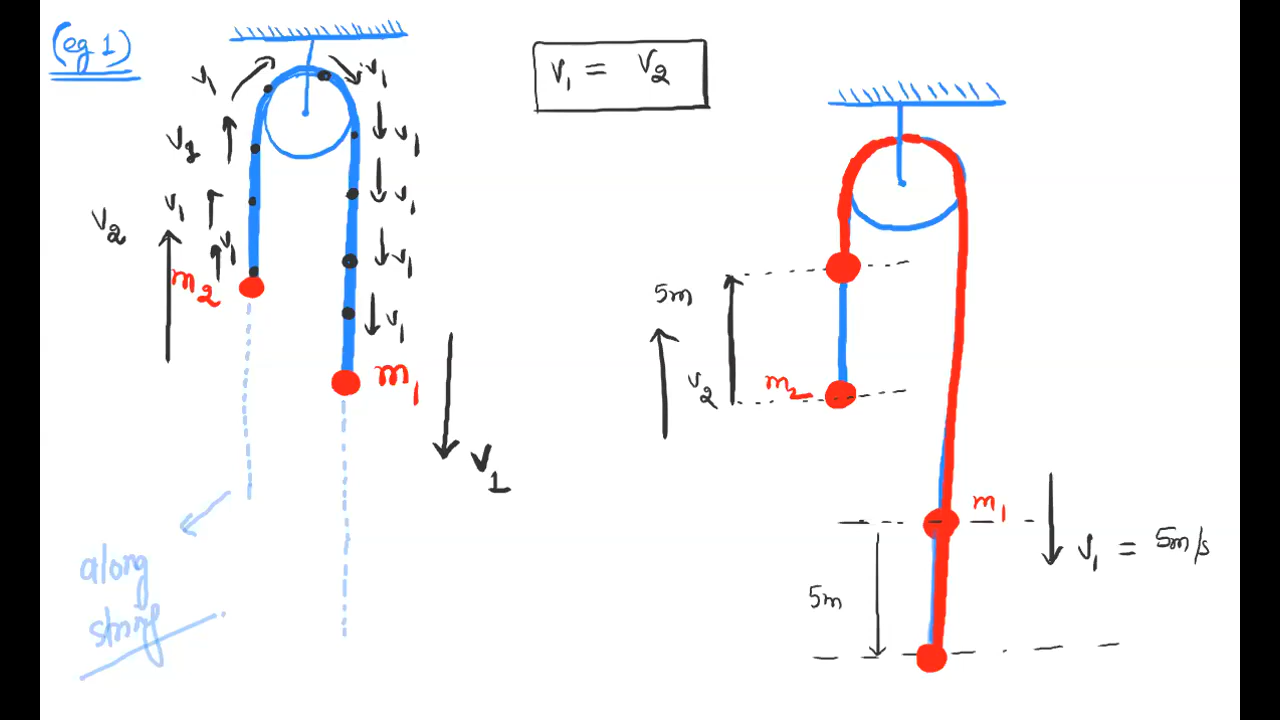 (eg 1)
v₁ = v₂
v₁
v₁
v₂
v₁
v₁
v₁
v₁
v₂
v₁
v₁
m₂
v₁
m₁
v₁
along
string
5m
v₂
m₂
m₁
v₁ = 5m/s
5m